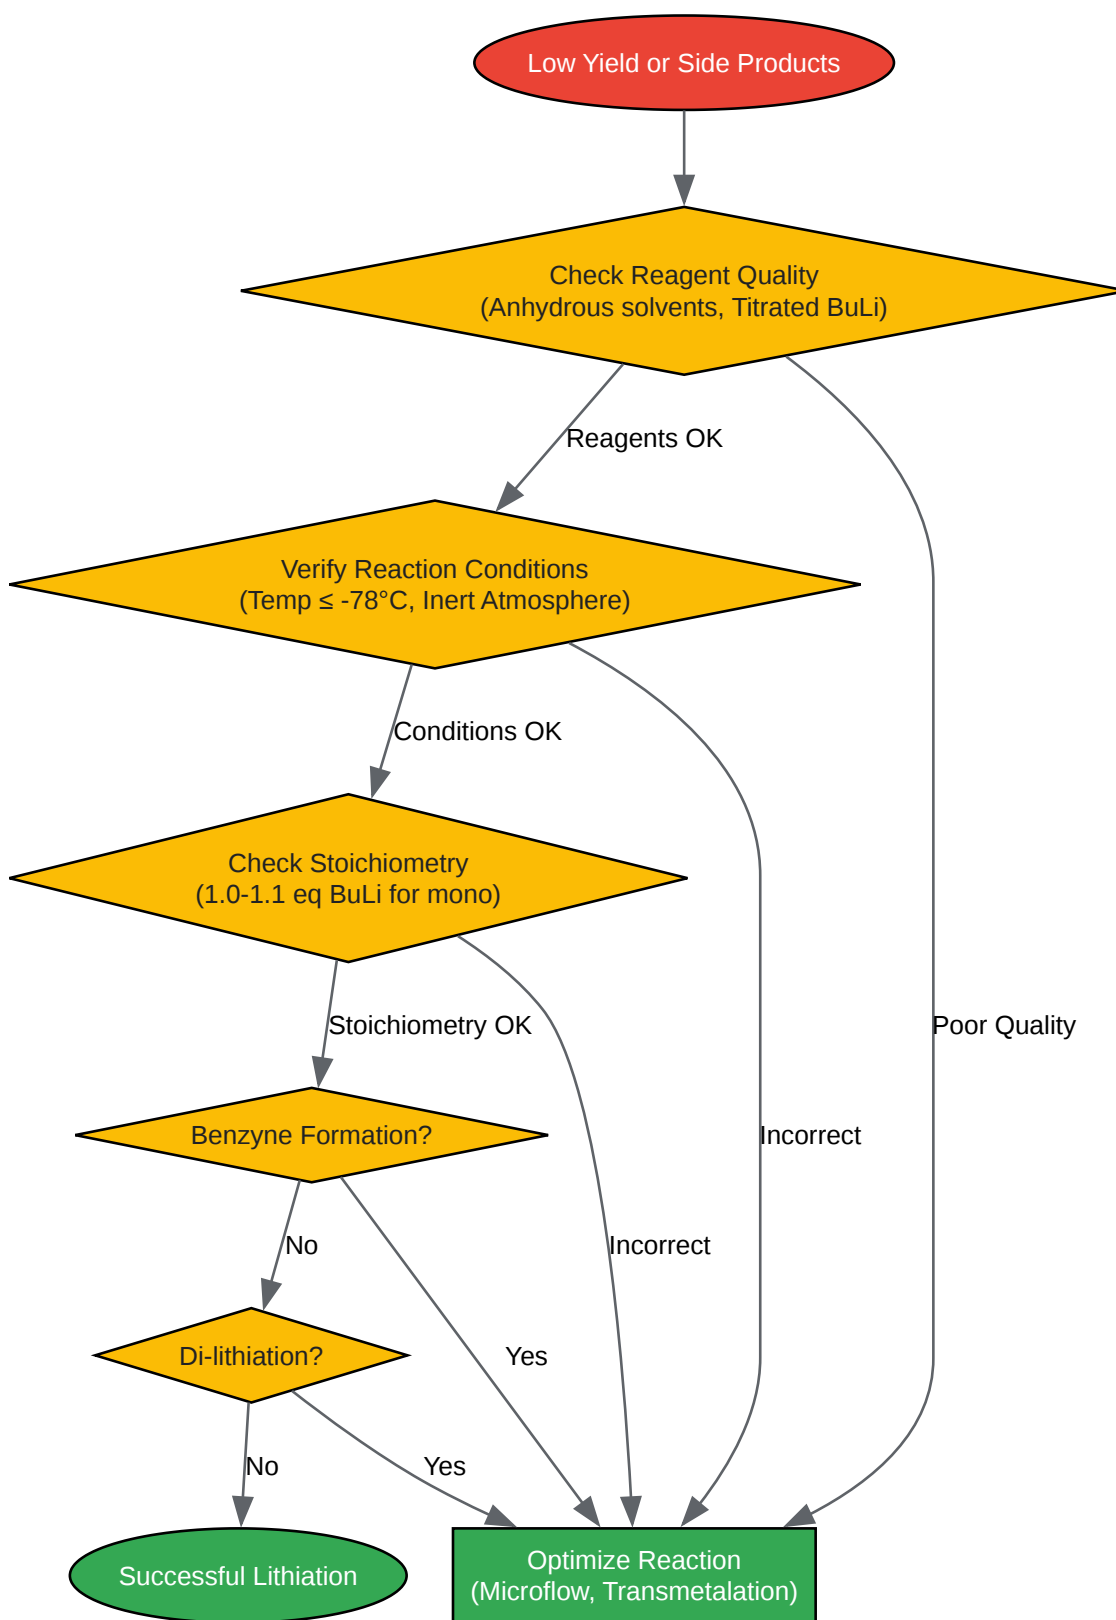 Low Yield or Side Products
Check Reagent Quality
(Anhydrous solvents, Titrated BuLi)
Reagents OK
Verify Reaction Conditions
(Temp ≤ -78°C, Inert Atmosphere)
Conditions OK
Check Stoichiometry
(1.0-1.1 eq BuLi for mono)
Stoichiometry OK
Poor Quality
Benzyne Formation?
Incorrect
No
Incorrect
Di-lithiation?
Yes
No
Yes
Successful Lithiation
Optimize Reaction
(Microflow, Transmetalation)